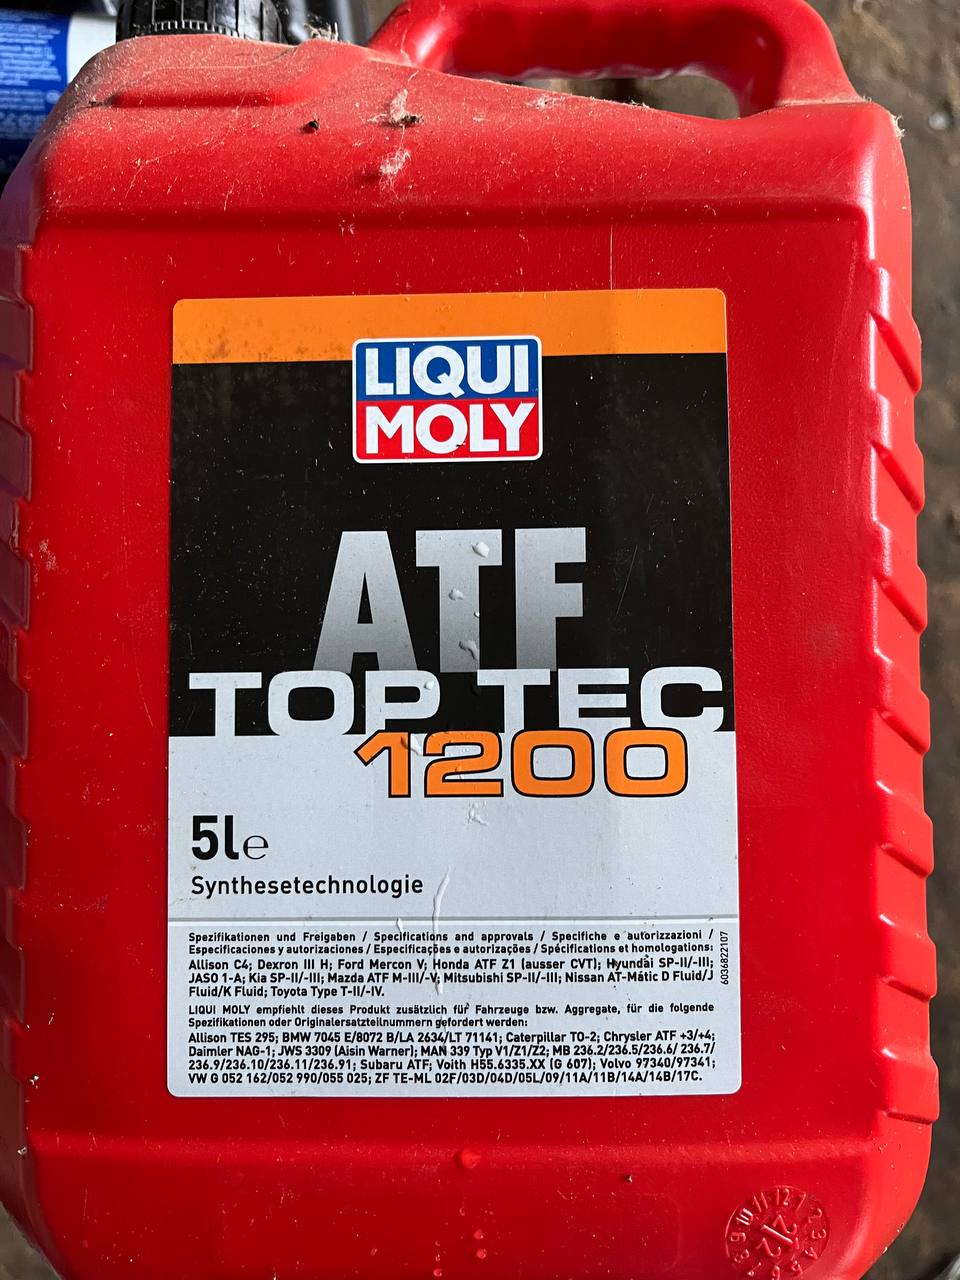 LIQUI
MOLY
ATF
TOP TEC
1200
5l e
Synthesetechnologie
Spezifikationen und Freigaben / Specifications and approvals / Specifiche e autorizzazioni /
Especificaciones y autorizaciones / Especificações e autorizações / Spécifications et homologations:
Allison C4; Dexron III H; Ford Mercon V; Honda ATF Z1 (ausser CVT); Hyundai SP-II/-III;
JASO 1-A; Kia SP-II/-III; Mazda ATF M-III/-V; Mitsubishi SP-II/-III; Nissan AT-Matic D Fluid/J
Fluid/K Fluid; Toyota Type T-II/-IV.
LIQUI MOLY empfiehlt dieses Produkt zusätzlich für Fahrzeuge bzw. Aggregate, für die folgende
Spezifikationen oder Originalersatzteilnummern gefordert werden:
Allison TES 295; BMW 7045 E/8072 B/LA 2634/LT 71141; Caterpillar TO-2; Chrysler ATF +3/+4;
Daimler NAG-1; JWS 3309 (Aisin Warner); MAN 339 Typ V1/Z1/Z2; MB 236.2/236.5/236.6/ 236.7/
236.9/236.10/236.11/236.91; Subaru ATF; Voith H55.6335.XX (G 607); Volvo 97340/97341;
VW G 052 162/052 990/055 025; ZF TE-ML 02F/03D/04D/05L/09/11A/11B/14A/14B/17C.
6036822107